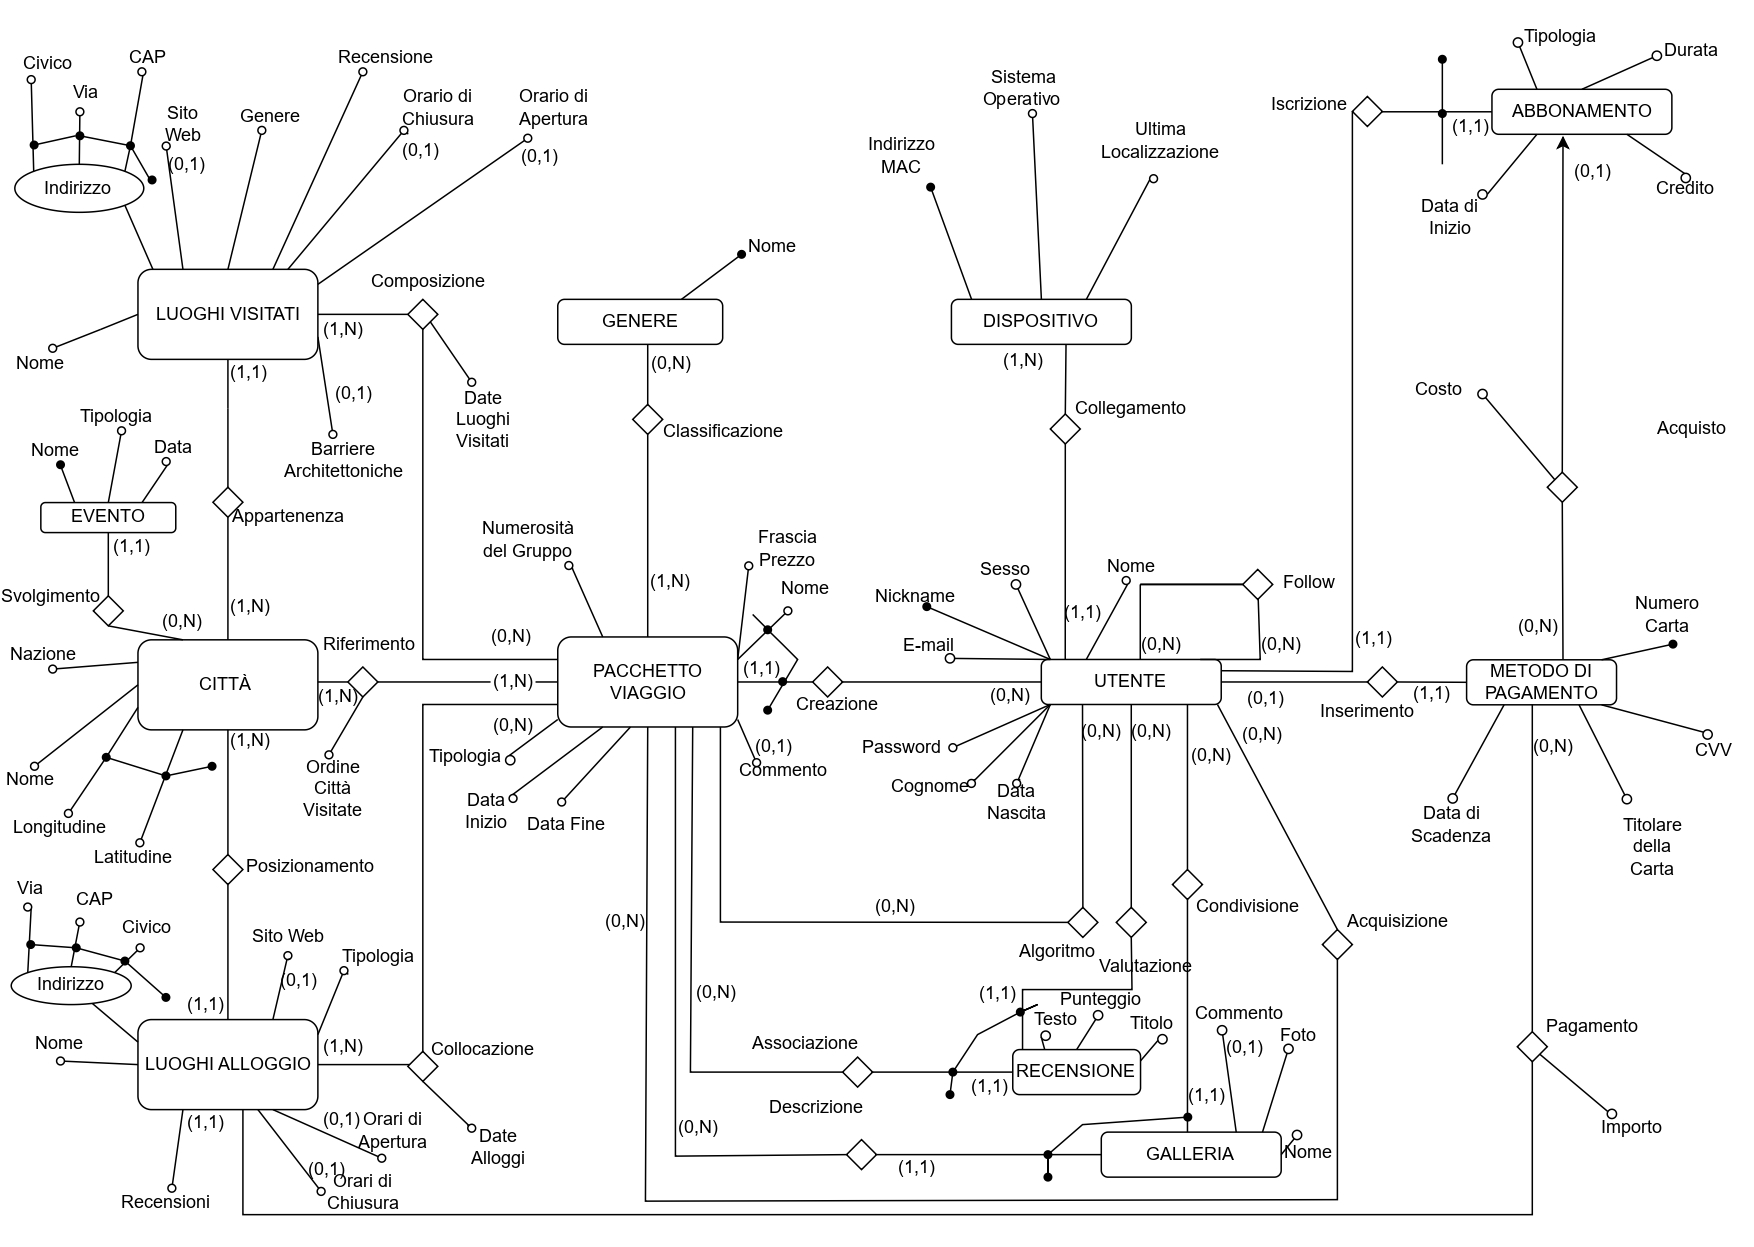 Civico
CAP
Via
Sito
Web
(0,1)
Indirizzo
Genere
Recensione
Orario di
Chiusura
(0,1)
Orario di
Apertura
(0,1)
LUOGHI VISITATI
Nome
(1,1)
(1,N)
Composizione
(0,1)
Barriere
Architettoniche
Date
Luoghi
Visitati
Nome
GENERE
(0,N)
Classificazione
(1,N)
Indirizzo
MAC
Sistema
Operativo
Ultima
Localizzazione
DISPOSITIVO
(1,N)
Collegamento
(1,1)
Iscrizione
(1,1)
Tipologia
Durata
ABBONAMENTO
(0,1)
Data di
Inizio
Credito
Costo
Acquisto
(0,N)
Tipologia
Nome
Data
EVENTO
(1,1)
Appartenenza
Svolgimento
(0,N)
(1,N)
Nazione
CITTÀ
Riferimento
(1,N)
(1,N)
Nome
Longitudine
Latitudine
(1,N)
Ordine
Città
Visitate
Posizionamento
Numerosità
del Gruppo
Frascia
Prezzo
Nome
(0,N)
PACCHETTO
VIAGGIO
(1,1)
Creazione
(0,N)
Tipologia
Data
Inizio
Data Fine
(0,1)
Commento
Nickname
Sesso
Nome
E-mail
UTENTE
(0,N)
(0,N)
Follow
(0,N)
Password
Cognome
Data
Nascita
(0,N)
(0,N)
(0,N)
(0,N)
(1,1)
(0,1)
Inserimento
(1,1)
METODO DI
PAGAMENTO
Numero
Carta
CVV
(0,N)
Data di
Scadenza
Titolare
della
Carta
Via
CAP
Civico
Indirizzo
Sito Web
(0,1)
Tipologia
(1,1)
Nome
LUOGHI ALLOGGIO
(1,N)
Collocazione
(1,1)
(0,1)
Orari di
Apertura
(0,1)
Orari di
Chiusura
Recensioni
Date
Alloggi
(0,N)
(0,N)
Algoritmo
Valutazione
Condivisione
Acquisizione
(0,N)
(1,1)
Testo
Punteggio
Titolo
Associazione
(1,1)
RECENSIONE
Descrizione
(0,N)
(1,1)
Commento
(0,1)
Foto
(1,1)
GALLERIA
Nome
Pagamento
Importo